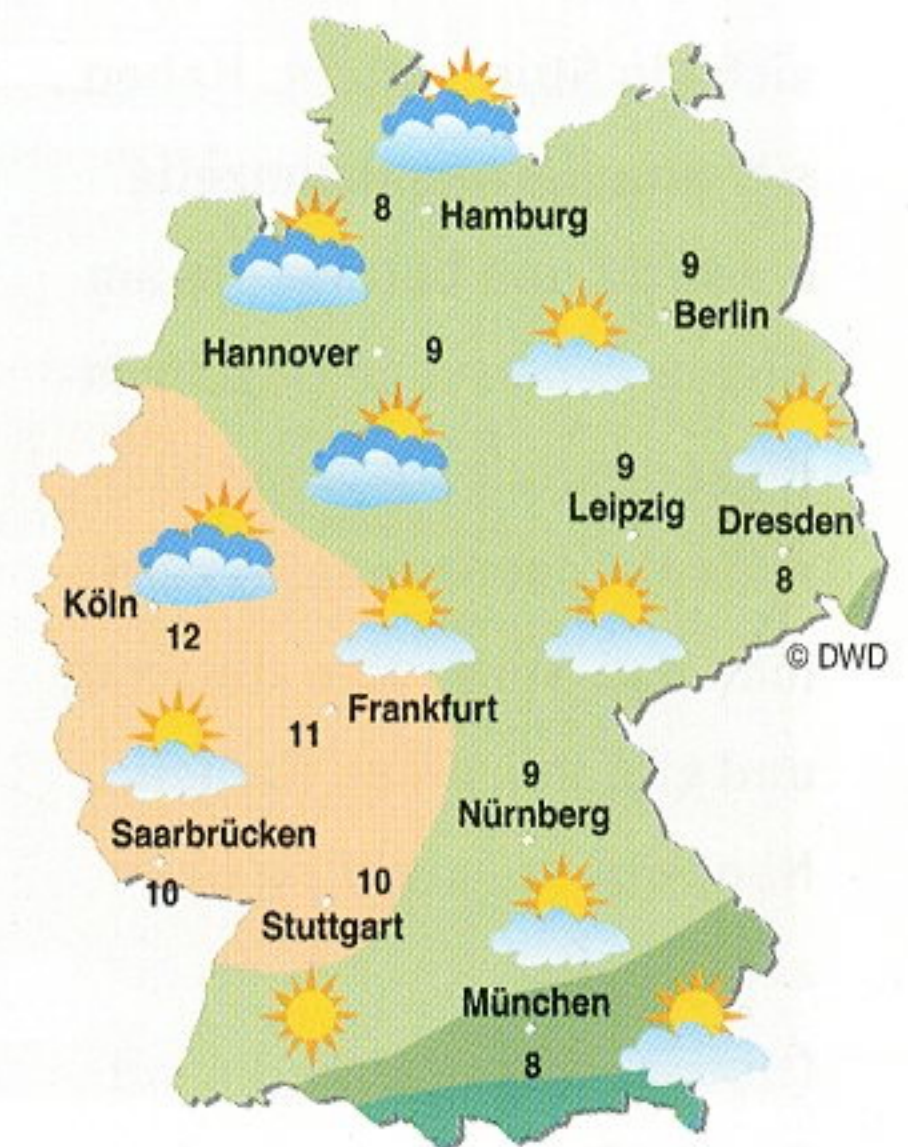 8 Hamburg
9
Berlin
Hannover 9
9
Leipzig
Dresden
8
Köln
12
© DWD
Frankfurt
11
9
Nürnberg
Saarbrücken
10
10
Stuttgart
München
8